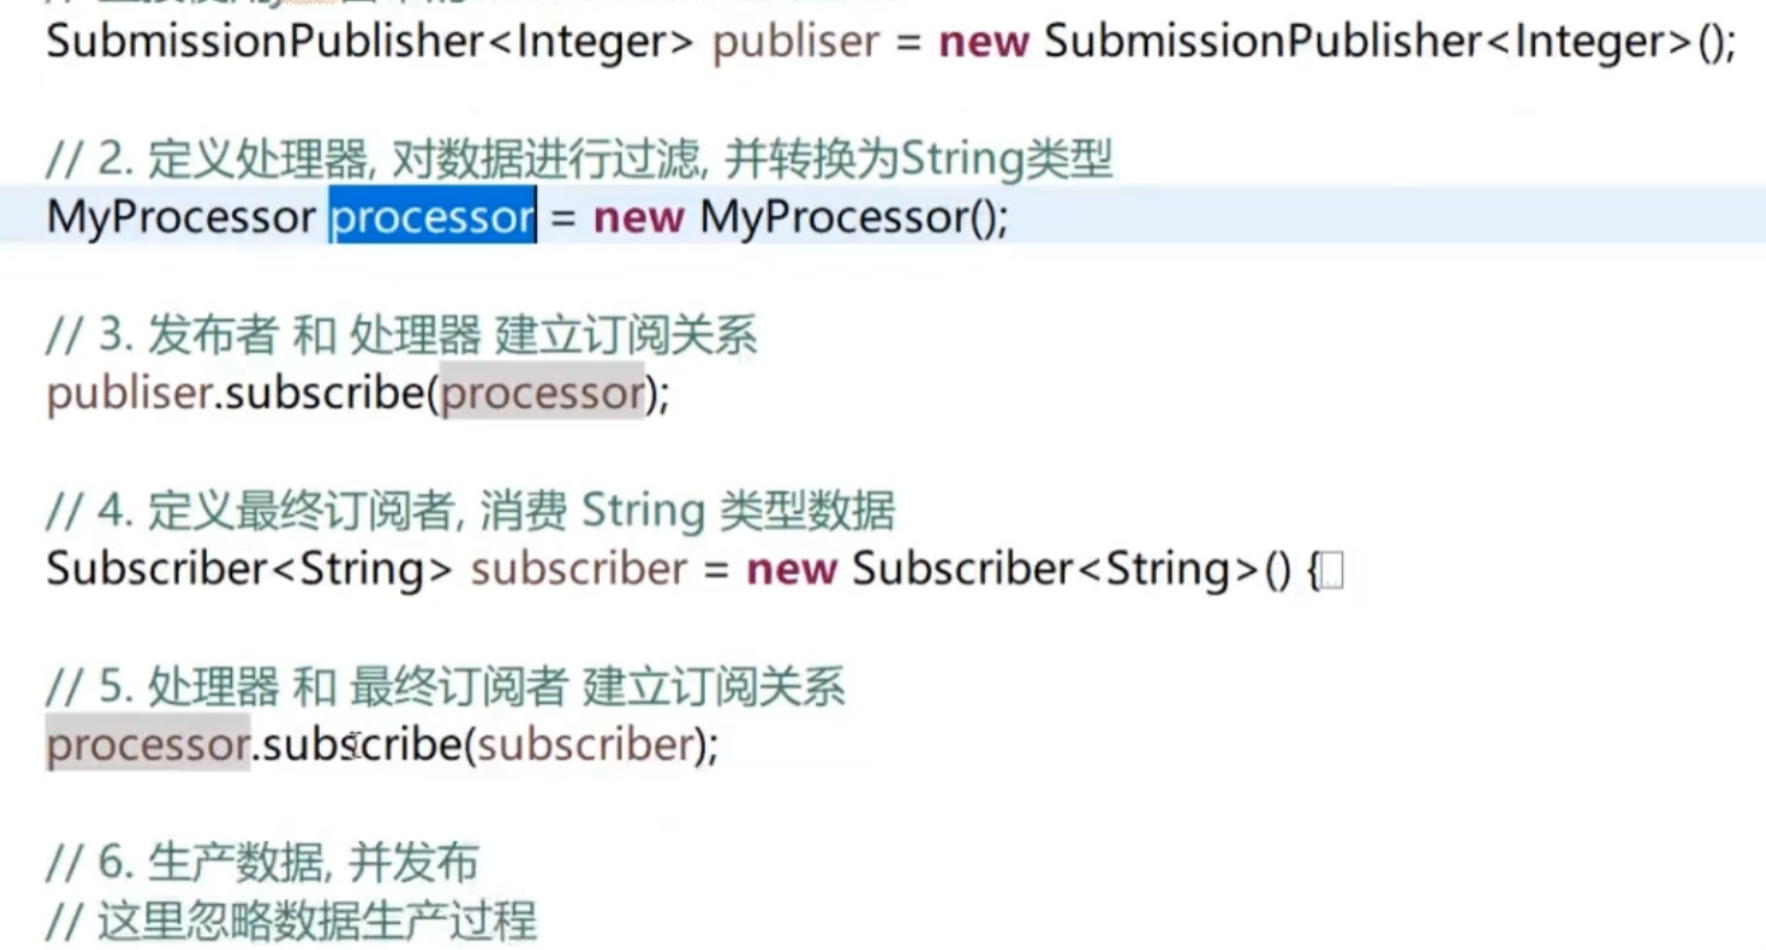 SubmissionPublisher<Integer> publiser = new SubmissionPublisher<Integer>();
// 2. 定义处理器, 对数据进行过滤, 并转换为String类型
MyProcessor processor = new MyProcessor();
// 3. 发布者 和 处理器 建立订阅关系
publiser.subscribe(processor);
// 4. 定义最终订阅者, 消费 String 类型数据
Subscriber<String> subscriber = new Subscriber<String>() {
// 5. 处理器 和 最终订阅者 建立订阅关系
processor.subscribe(subscriber);
// 6. 生产数据, 并发布
// 这里忽略数据生产过程